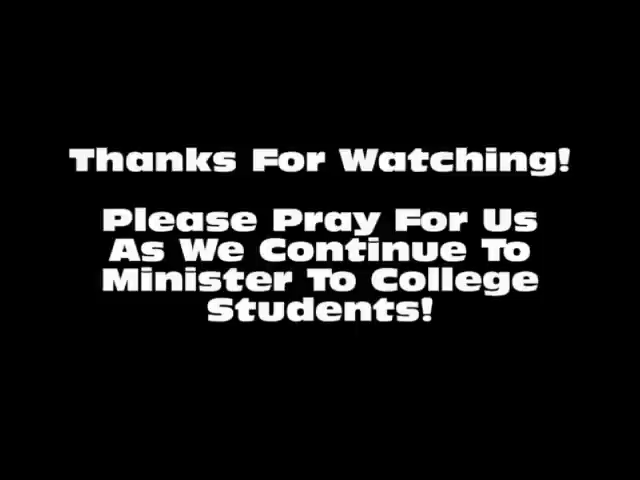 Thanks For Watching!
Please Pray For Us
As We Continue To
Minister To College
Students!